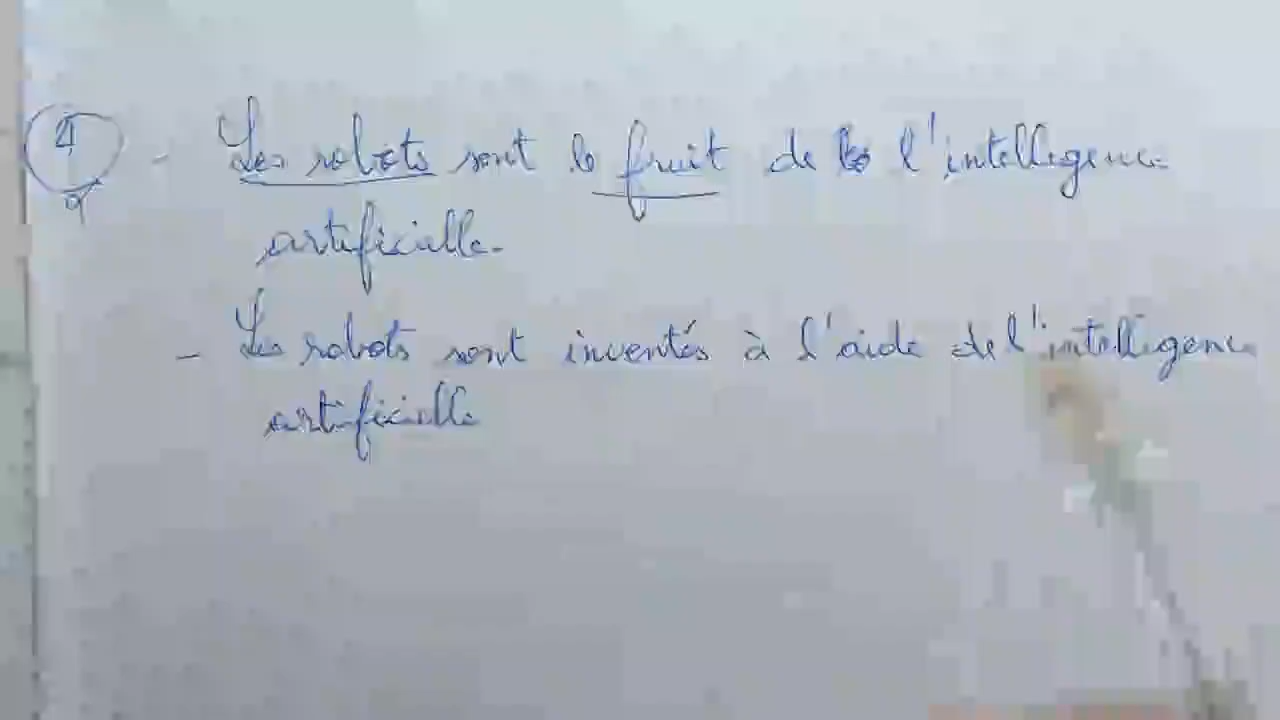 4
- Les robots sont le fruit de l'intelligence
artificielle.
- Les robots sont inventés à l'aide de l'intelligence
artificielle